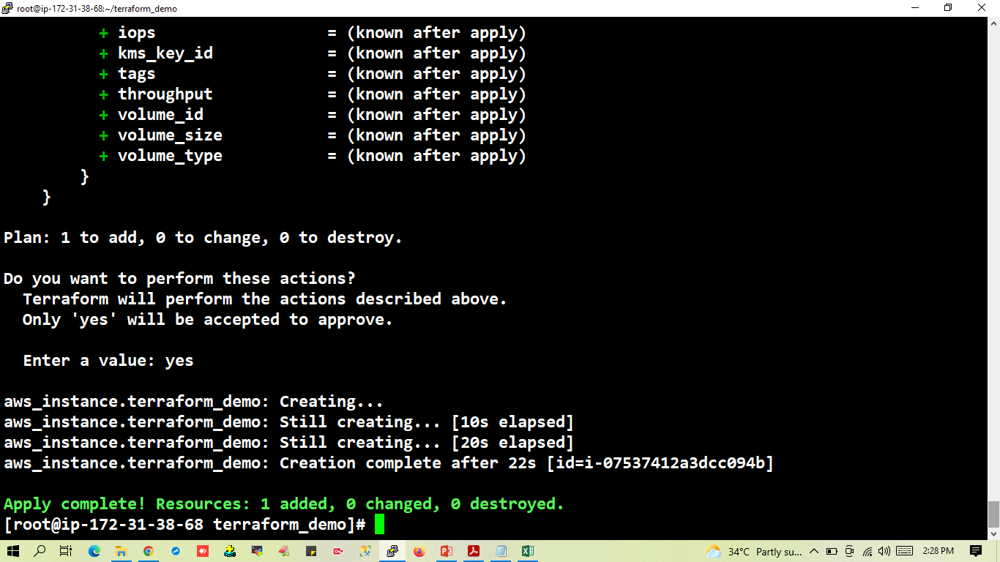 root@ip-172-31-38-68:~/terraform_demo
+ iops = (known after apply)
+ kms_key_id = (known after apply)
+ tags = (known after apply)
+ throughput = (known after apply)
+ volume_id = (known after apply)
+ volume_size = (known after apply)
+ volume_type = (known after apply)
}
}
Plan: 1 to add, 0 to change, 0 to destroy.
Do you want to perform these actions?
Terraform will perform the actions described above.
Only 'yes' will be accepted to approve.
Enter a value: yes
aws_instance.terraform_demo: Creating...
aws_instance.terraform_demo: Still creating... [10s elapsed]
aws_instance.terraform_demo: Still creating... [20s elapsed]
aws_instance.terraform_demo: Creation complete after 22s [id=i-07537412a3dcc094b]
Apply complete! Resources: 1 added, 0 changed, 0 destroyed.
[root@ip-172-31-38-68 terraform_demo]#
34°C Partly su... 2:28 PM